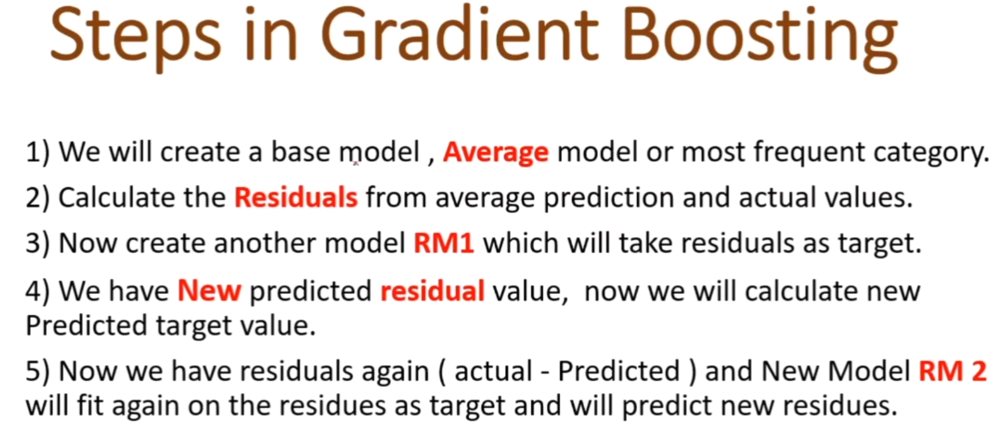 Steps in Gradient Boosting
1) We will create a base model , Average model or most frequent category.
2) Calculate the Residuals from average prediction and actual values.
3) Now create another model RM1 which will take residuals as target.
4) We have New predicted residual value, now we will calculate new
Predicted target value.
5) Now we have residuals again ( actual - Predicted ) and New Model RM 2
will fit again on the residues as target and will predict new residues.